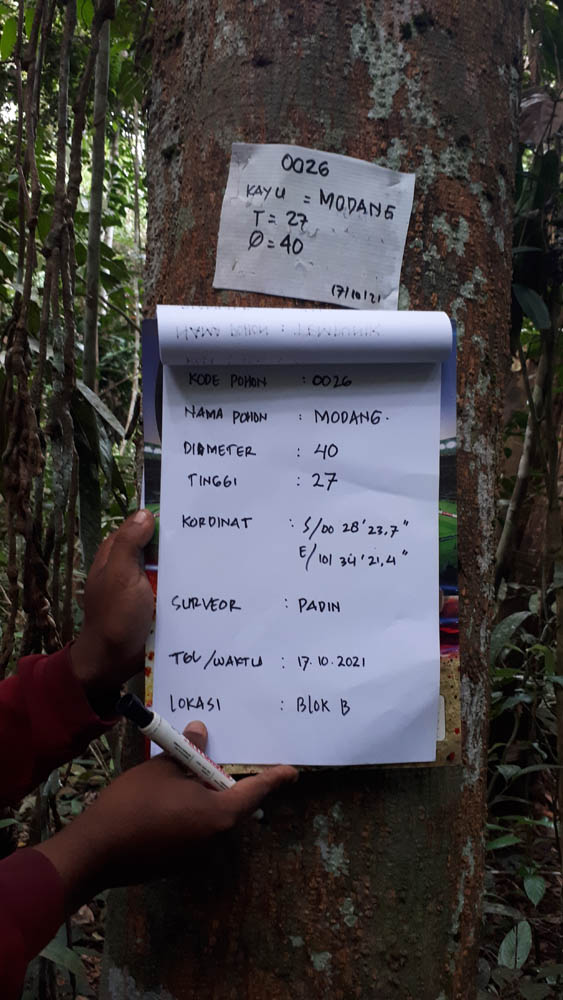 0026
KAYU = MODANG
T = 27
Ø = 40
17/10/21
KODE POHON : 0026
NAMA POHON : MODANG.
DIAMETER : 40
TINGGI : 27
KORDINAT : S/00 28' 23,7"
E/101 34' 21,4"
SURVEOR : PADIN
TGL/WAKTU : 17.10.2021
LOKASI : BLOK B